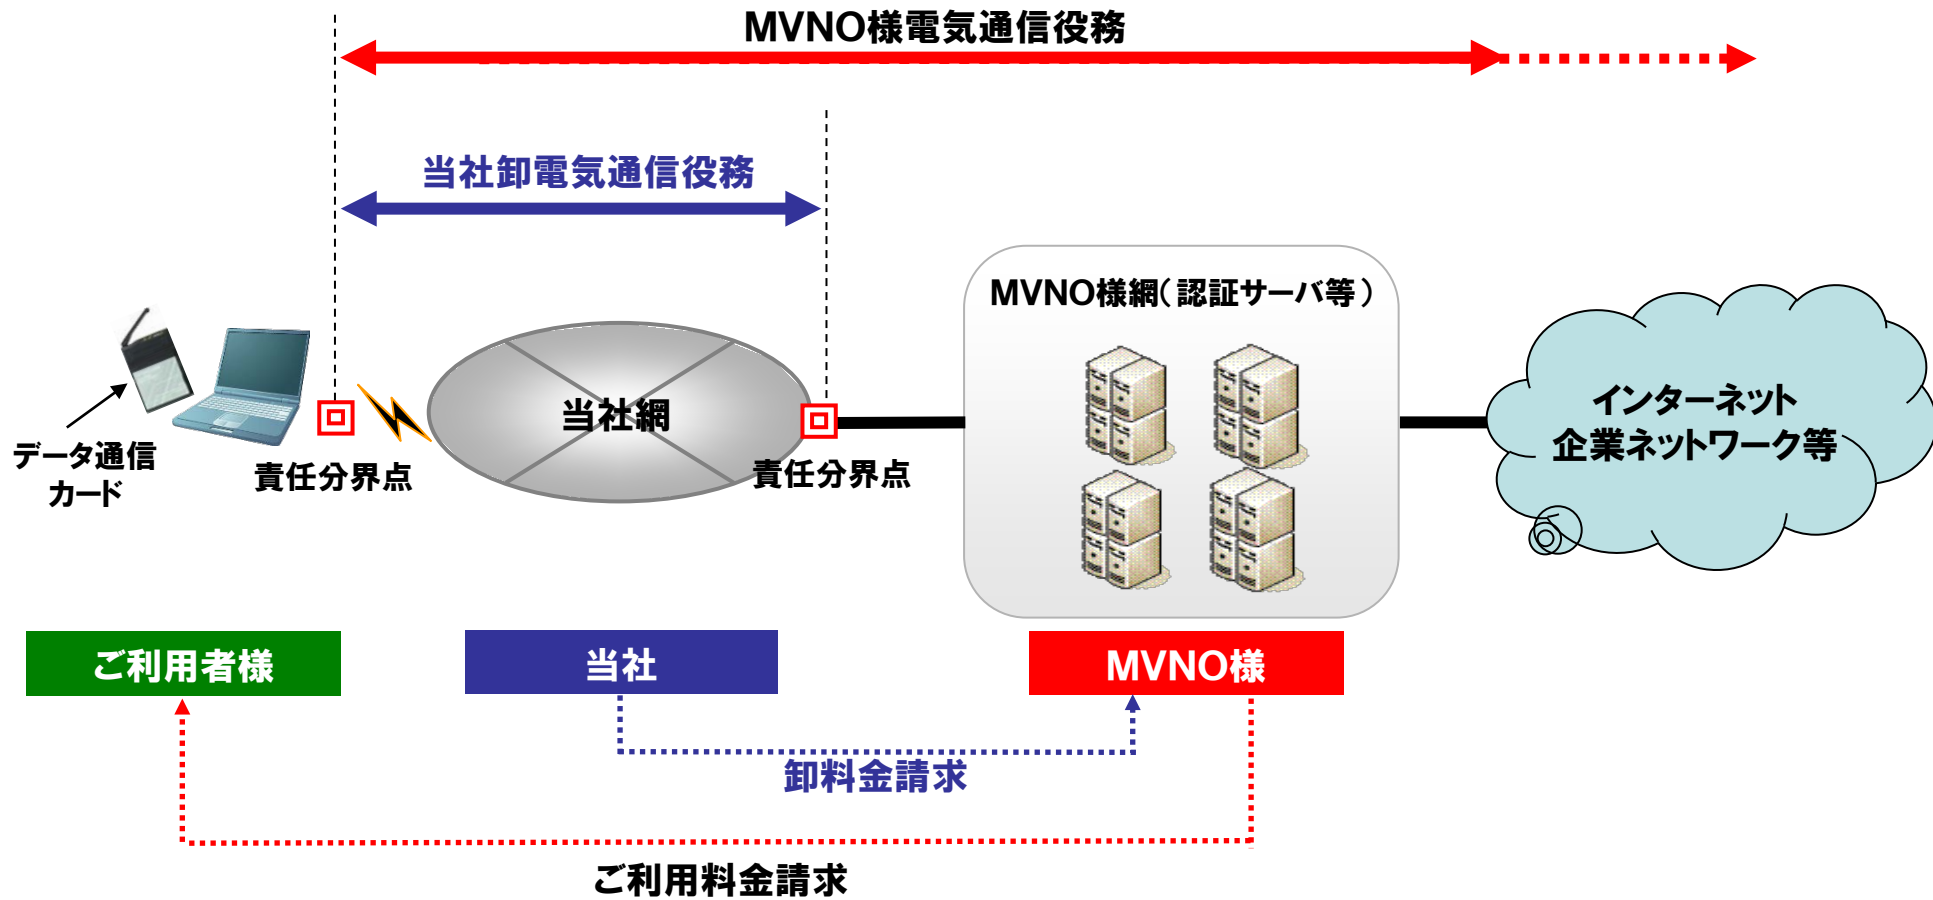 MVNO様電気通信役務
当社卸電気通信役務
MVNO様網(認証サーバ等)
当社網
インターネット
企業ネットワーク等
データ通信
カード
責任分界点
責任分界点
ご利用者様
当社
MVNO様
卸料金請求
ご利用料金請求